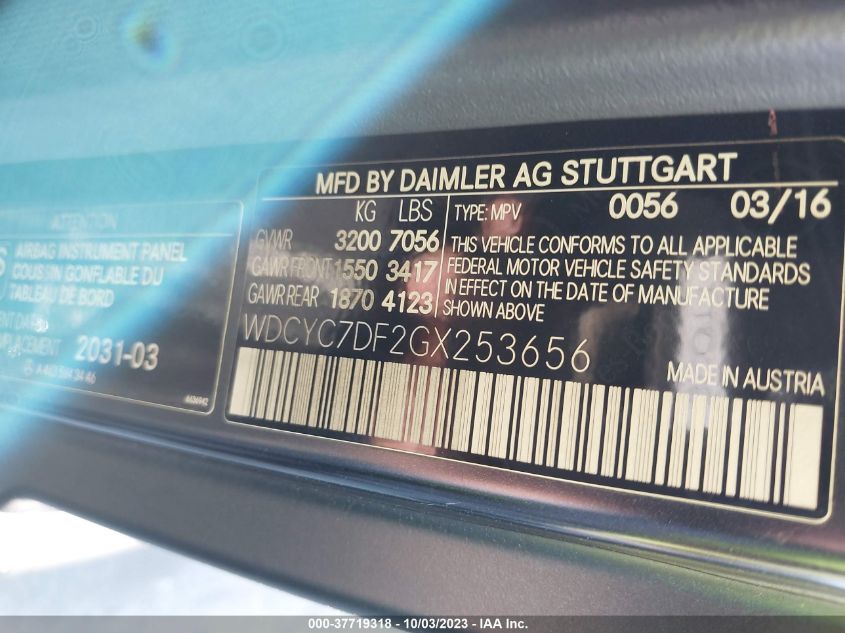 ATTENTION
AIRBAG INSTRUMENT PANEL
COUSSIN GONFLABLE DU
TABLEAU DE BORD
2031-03
MFD BY DAIMLER AG STUTTGART
KG LBS TYPE: MPV 0056 03/16
GVWR 3200 7056 THIS VEHICLE CONFORMS TO ALL APPLICABLE
GAWR FRONT 1550 3417 FEDERAL MOTOR VEHICLE SAFETY STANDARDS
GAWR REAR 1870 4123 IN EFFECT ON THE DATE OF MANUFACTURE
SHOWN ABOVE
WDCYC7DF2GX253656
MADE IN AUSTRIA
000-37719318 - 10/03/2023 - IAA Inc.